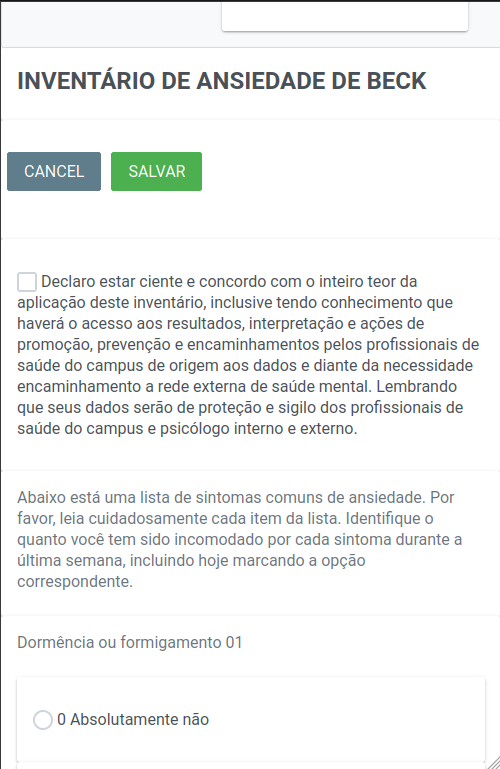 INVENTÁRIO DE ANSIEDADE DE BECK
CANCEL
SALVAR
Declaro estar ciente e concordo com o inteiro teor da
aplicação deste inventário, inclusive tendo conhecimento que
haverá o acesso aos resultados, interpretação e ações de
promoção, prevenção e encaminhamentos pelos profissionais de
saúde do campus de origem aos dados e diante da necessidade
encaminhamento a rede externa de saúde mental. Lembrando
que seus dados serão de proteção e sigilo dos profissionais de
saúde do campus e psicólogo interno e externo.
Abaixo está uma lista de sintomas comuns de ansiedade. Por
favor, leia cuidadosamente cada item da lista. Identifique o
quanto você tem sido incomodado por cada sintoma durante a
última semana, incluindo hoje marcando a opção
correspondente.
Dormência ou formigamento 01
0 Absolutamente não